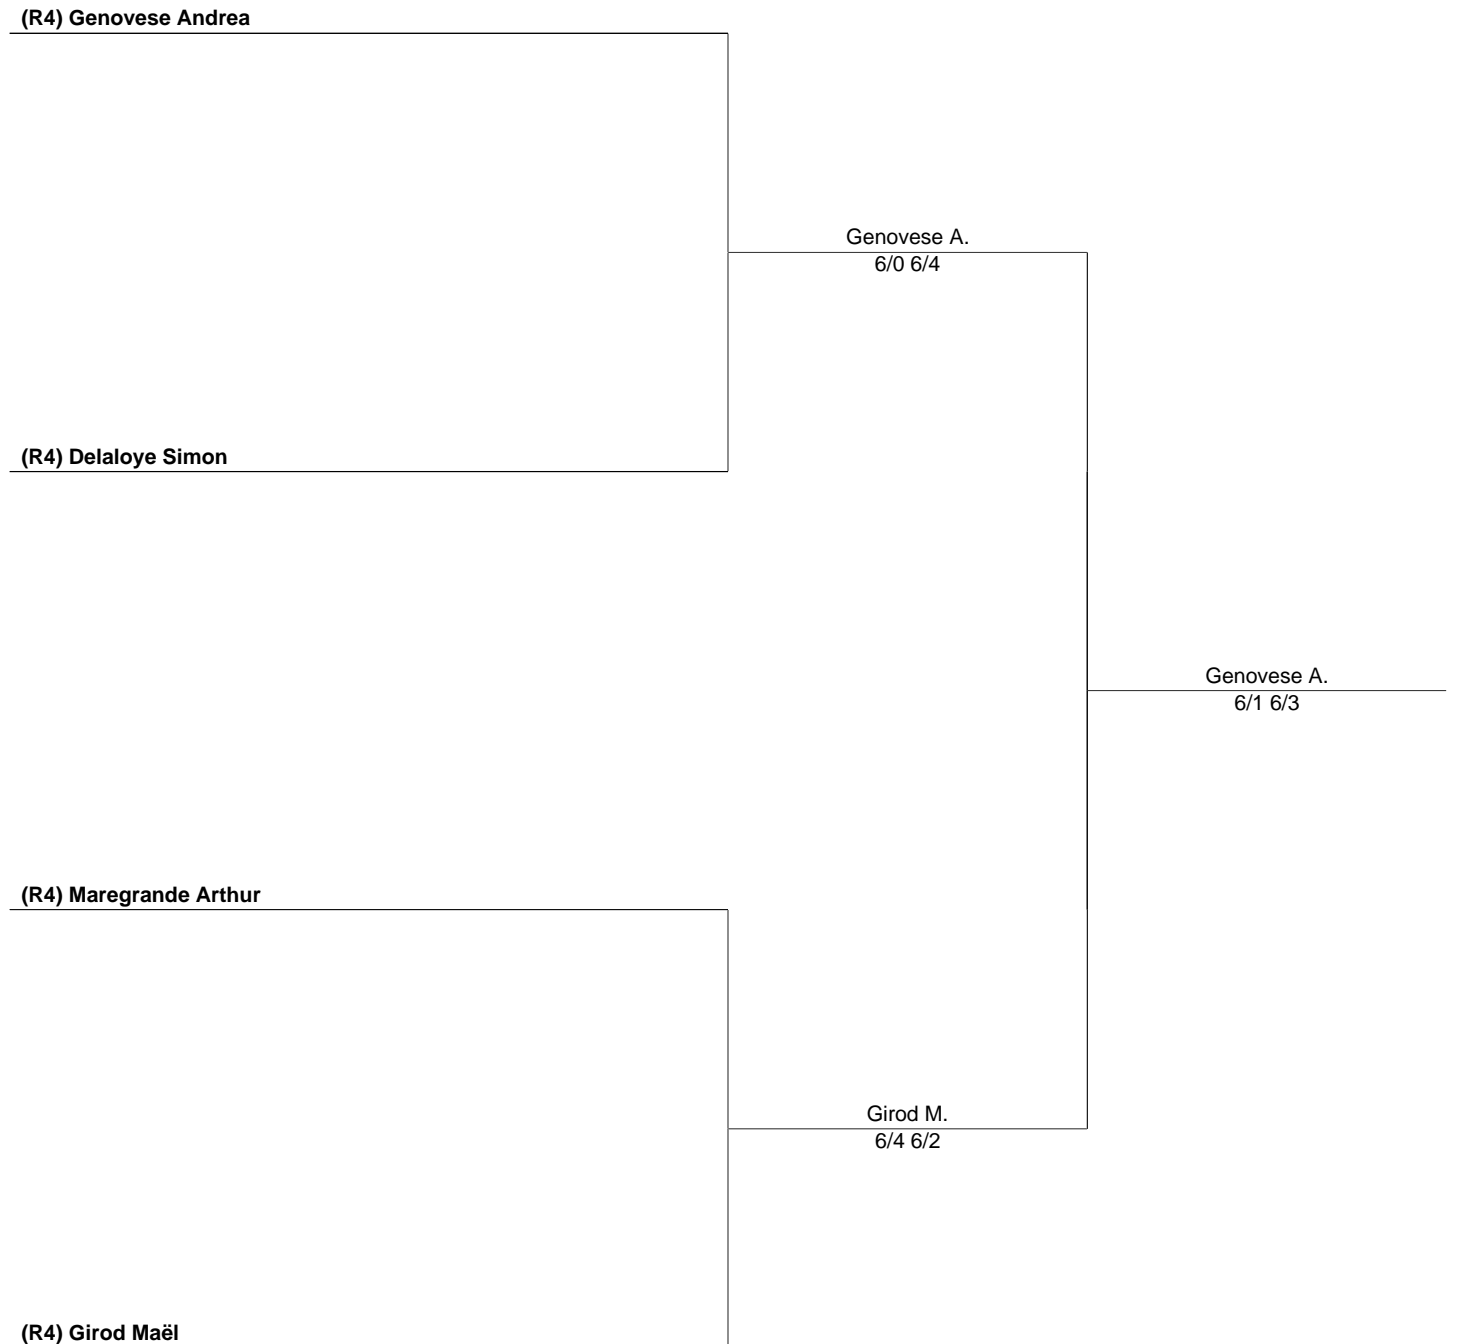 (R4) Genovese Andrea
Genovese A.
6/0 6/4
(R4) Delaloye Simon
Genovese A.
6/1 6/3
(R4) Maregrande Arthur
Girod M.
6/4 6/2
(R4) Girod Maël